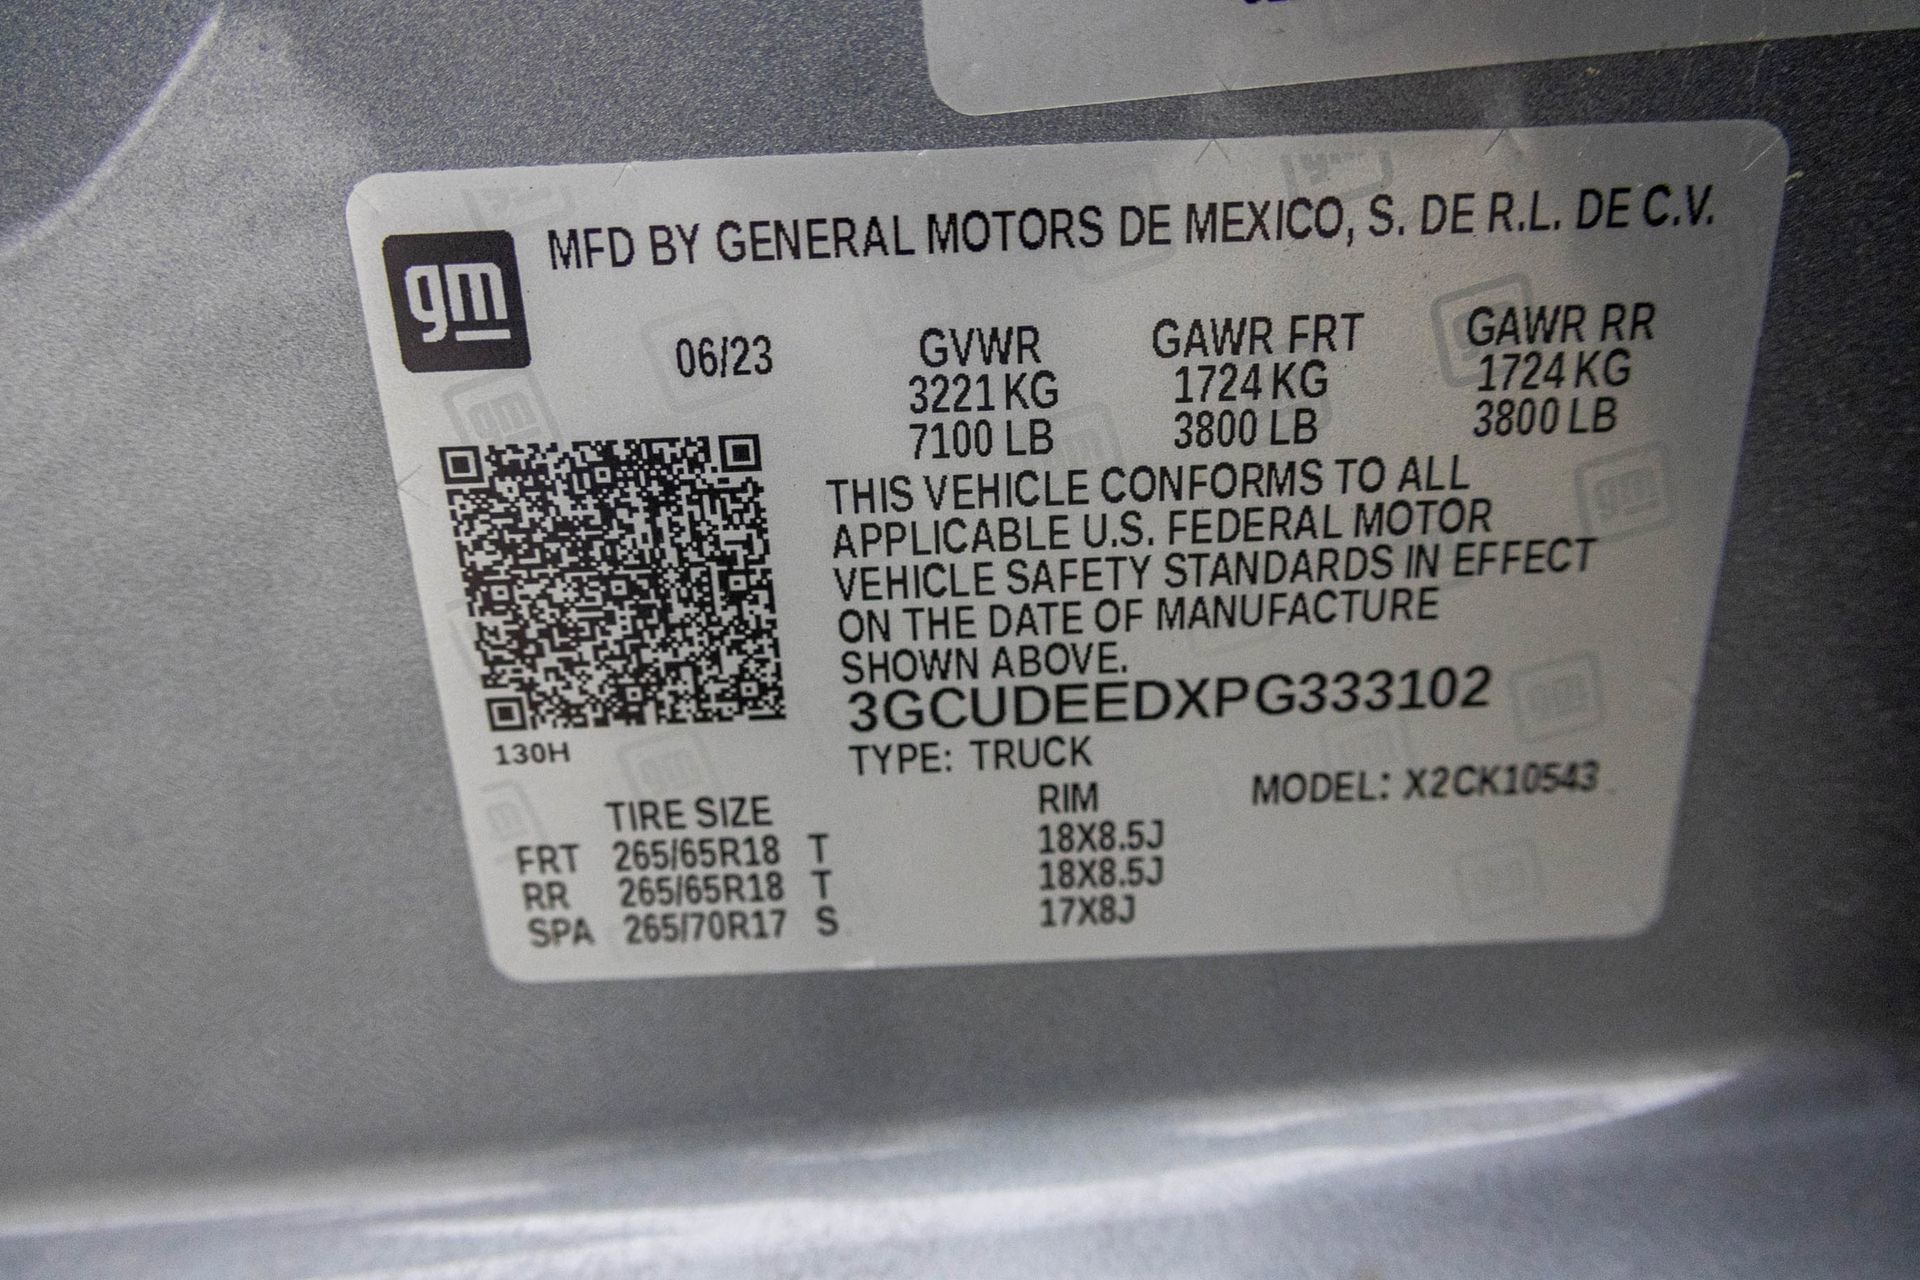 gm
MFD BY GENERAL MOTORS DE MEXICO, S. DE R.L. DE C.V.
06/23 GVWR GAWR FRT GAWR RR
3221 KG 1724 KG 1724 KG
7100 LB 3800 LB 3800 LB
THIS VEHICLE CONFORMS TO ALL
APPLICABLE U.S. FEDERAL MOTOR
VEHICLE SAFETY STANDARDS IN EFFECT
ON THE DATE OF MANUFACTURE
SHOWN ABOVE.
3GCUDEEDXPG333102
130H
TYPE: TRUCK
MODEL: X2CK10543
TIRE SIZE RIM
FRT 265/65R18 T 18X8.5J
RR 265/65R18 T 18X8.5J
SPA 265/70R17 S 17X8J